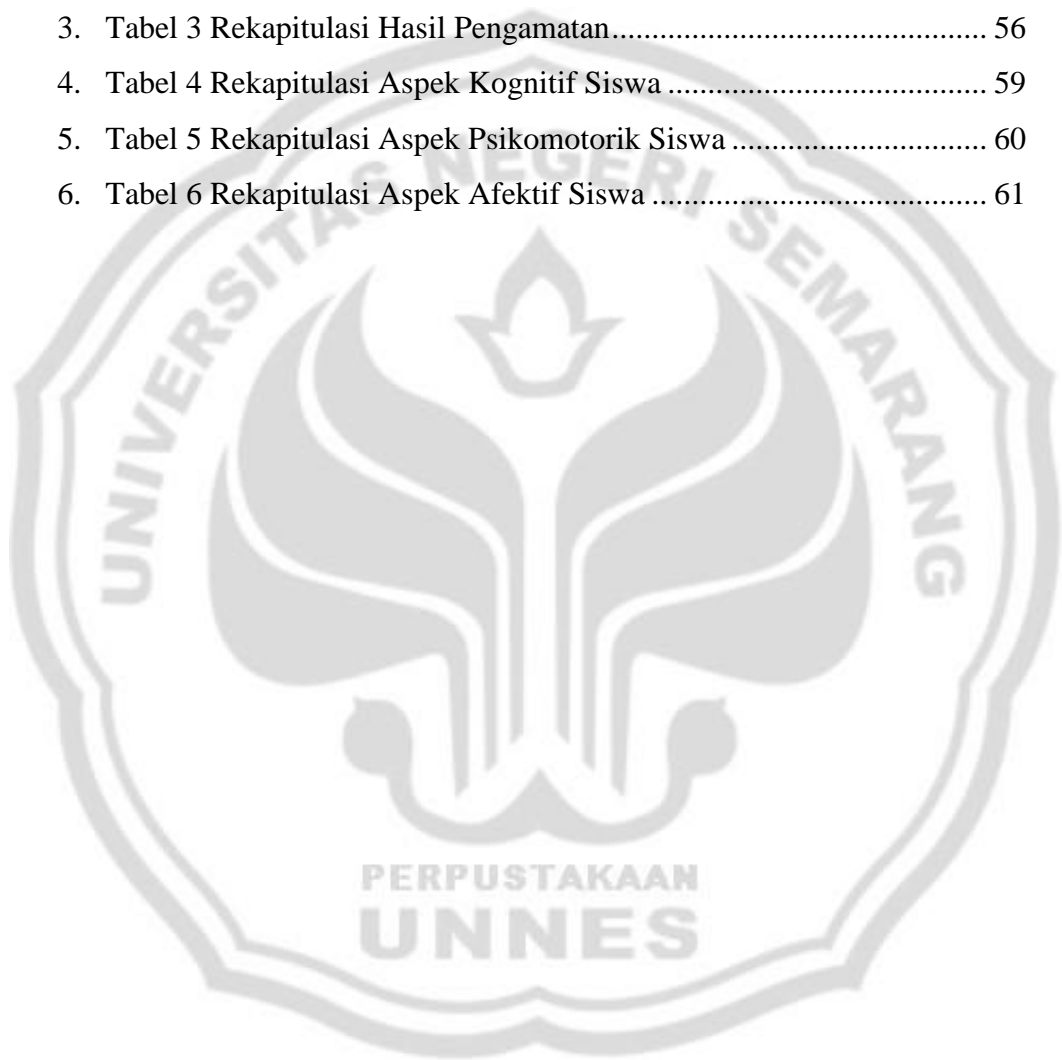 3. Tabel 3 Rekapitulasi Hasil Pengamatan.......................................... 56
4. Tabel 4 Rekapitulasi Aspek Kognitif Siswa .................................... 59
5. Tabel 5 Rekapitulasi Aspek Psikomotorik Siswa ............................. 60
6. Tabel 6 Rekapitulasi Aspek Afektif Siswa ...................................... 61
UNIVERSITAS NEGERI SEMARANG
PERPUSTAKAAN
UNNES